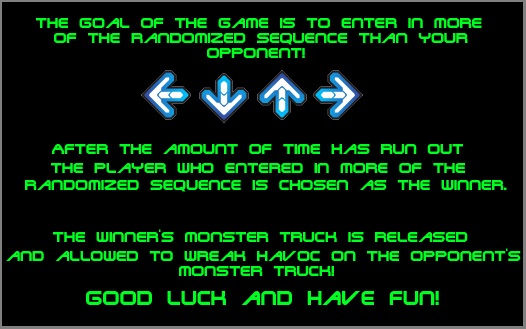 THE GOAL OF THE GAME IS TO ENTER IN MORE
OF THE RANDOMIZED SEQUENCE THAN YOUR
OPPONENT!
AFTER THE AMOUNT OF TIME HAS RUN OUT
THE PLAYER WHO ENTERED IN MORE OF THE
RANDOMIZED SEQUENCE IS CHOSEN AS THE WINNER.
THE WINNER'S MONSTER TRUCK IS RELEASED
AND ALLOWED TO WREAK HAVOC ON THE OPPONENT'S
MONSTER TRUCK!
GOOD LUCK AND HAVE FUN!